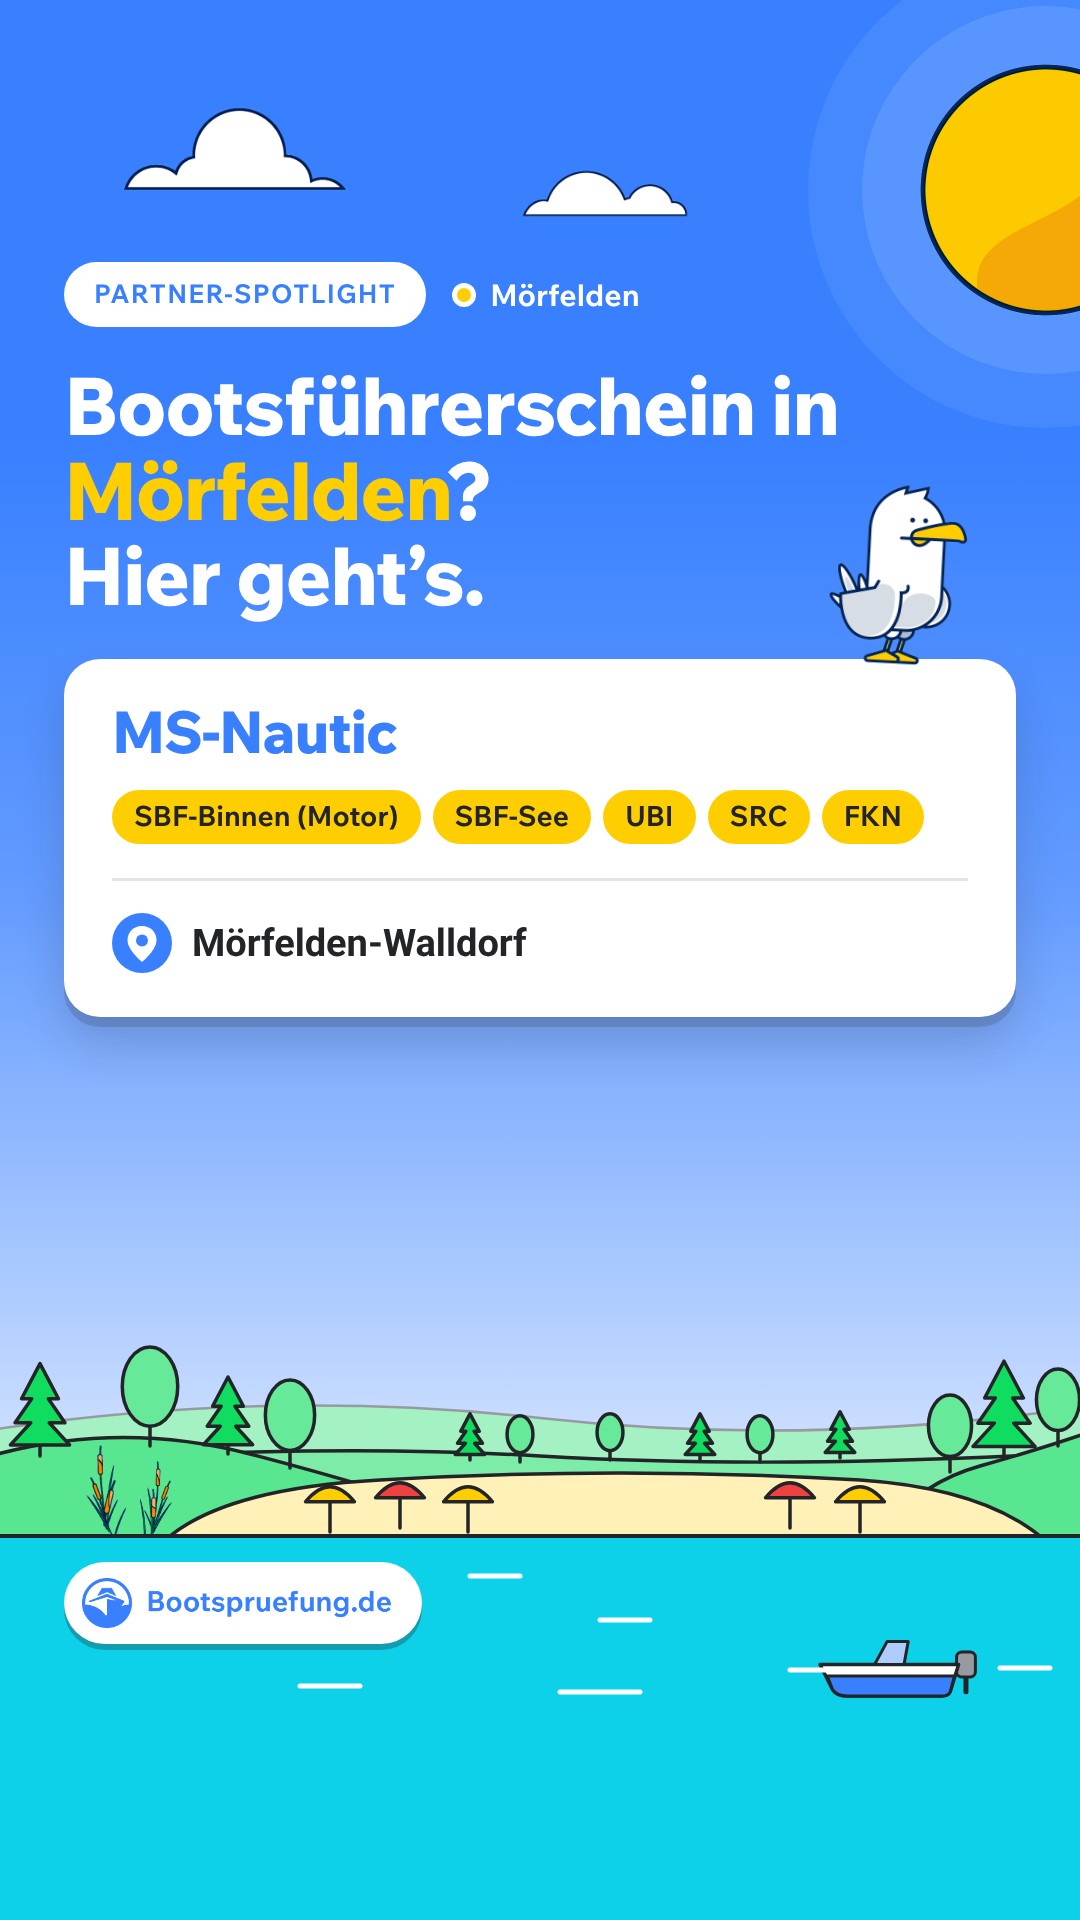 PARTNER-SPOTLIGHT Mörfelden
Bootsführerschein in
Mörfelden?
Hier geht’s.
MS-Nautic
SBF-Binnen (Motor) SBF-See UBI SRC FKN
Mörfelden-Walldorf
Bootspruefung.de